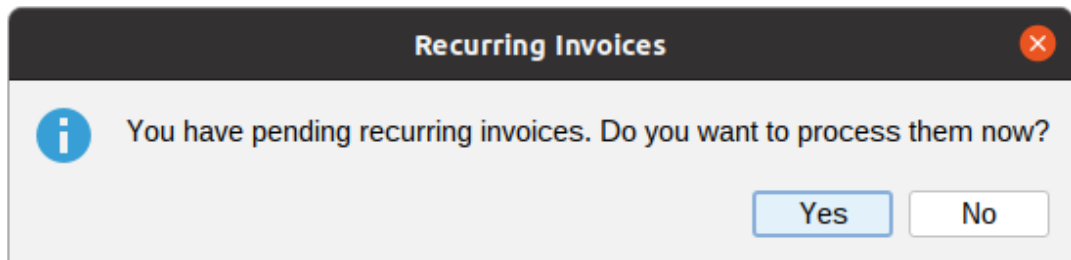 Recurring Invoices
You have pending recurring invoices. Do you want to process them now?
Yes No